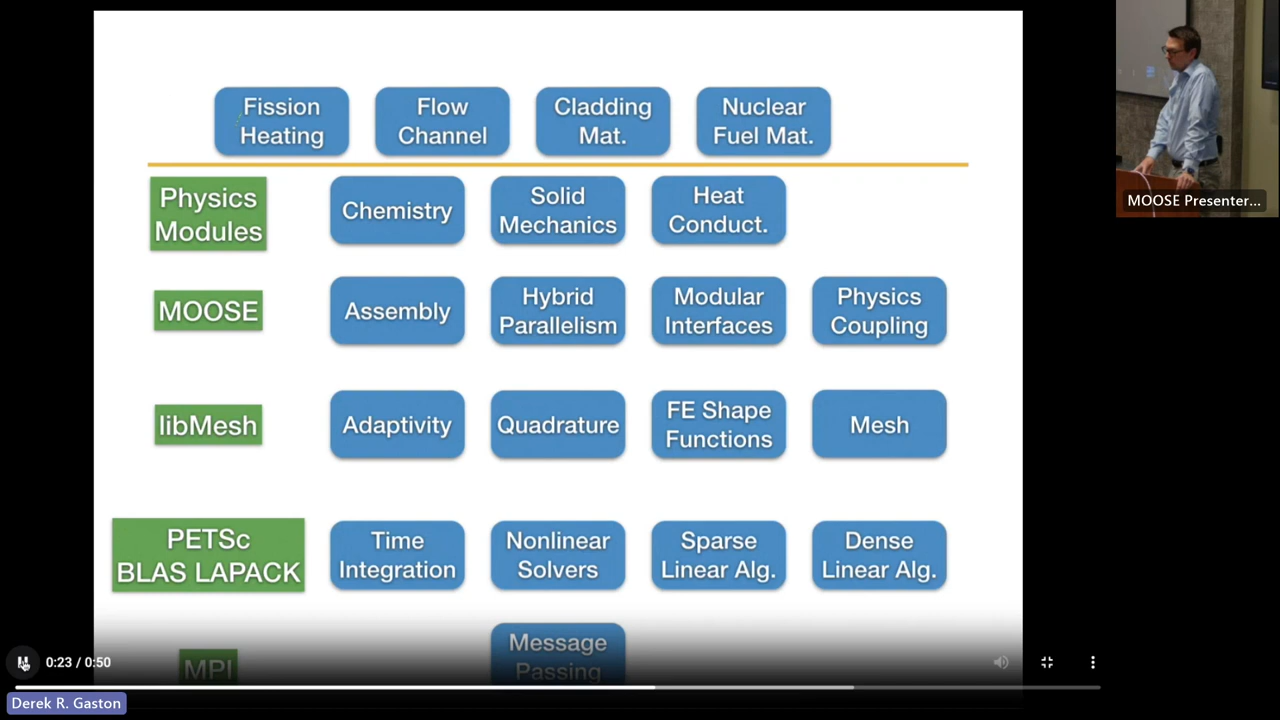 Fission
Heating
Flow
Channel
Cladding
Mat.
Nuclear
Fuel Mat.
Physics
Modules
Chemistry
Solid
Mechanics
Heat
Conduct.
MOOSE
Assembly
Hybrid
Parallelism
Modular
Interfaces
Physics
Coupling
libMesh
Adaptivity
Quadrature
FE Shape
Functions
Mesh
PETSc
BLAS LAPACK
Time
Integration
Nonlinear
Solvers
Sparse
Linear Alg.
Dense
Linear Alg.
MPI
Message
Passing
0:23 / 0:50
Derek R. Gaston
MOOSE Presenter...